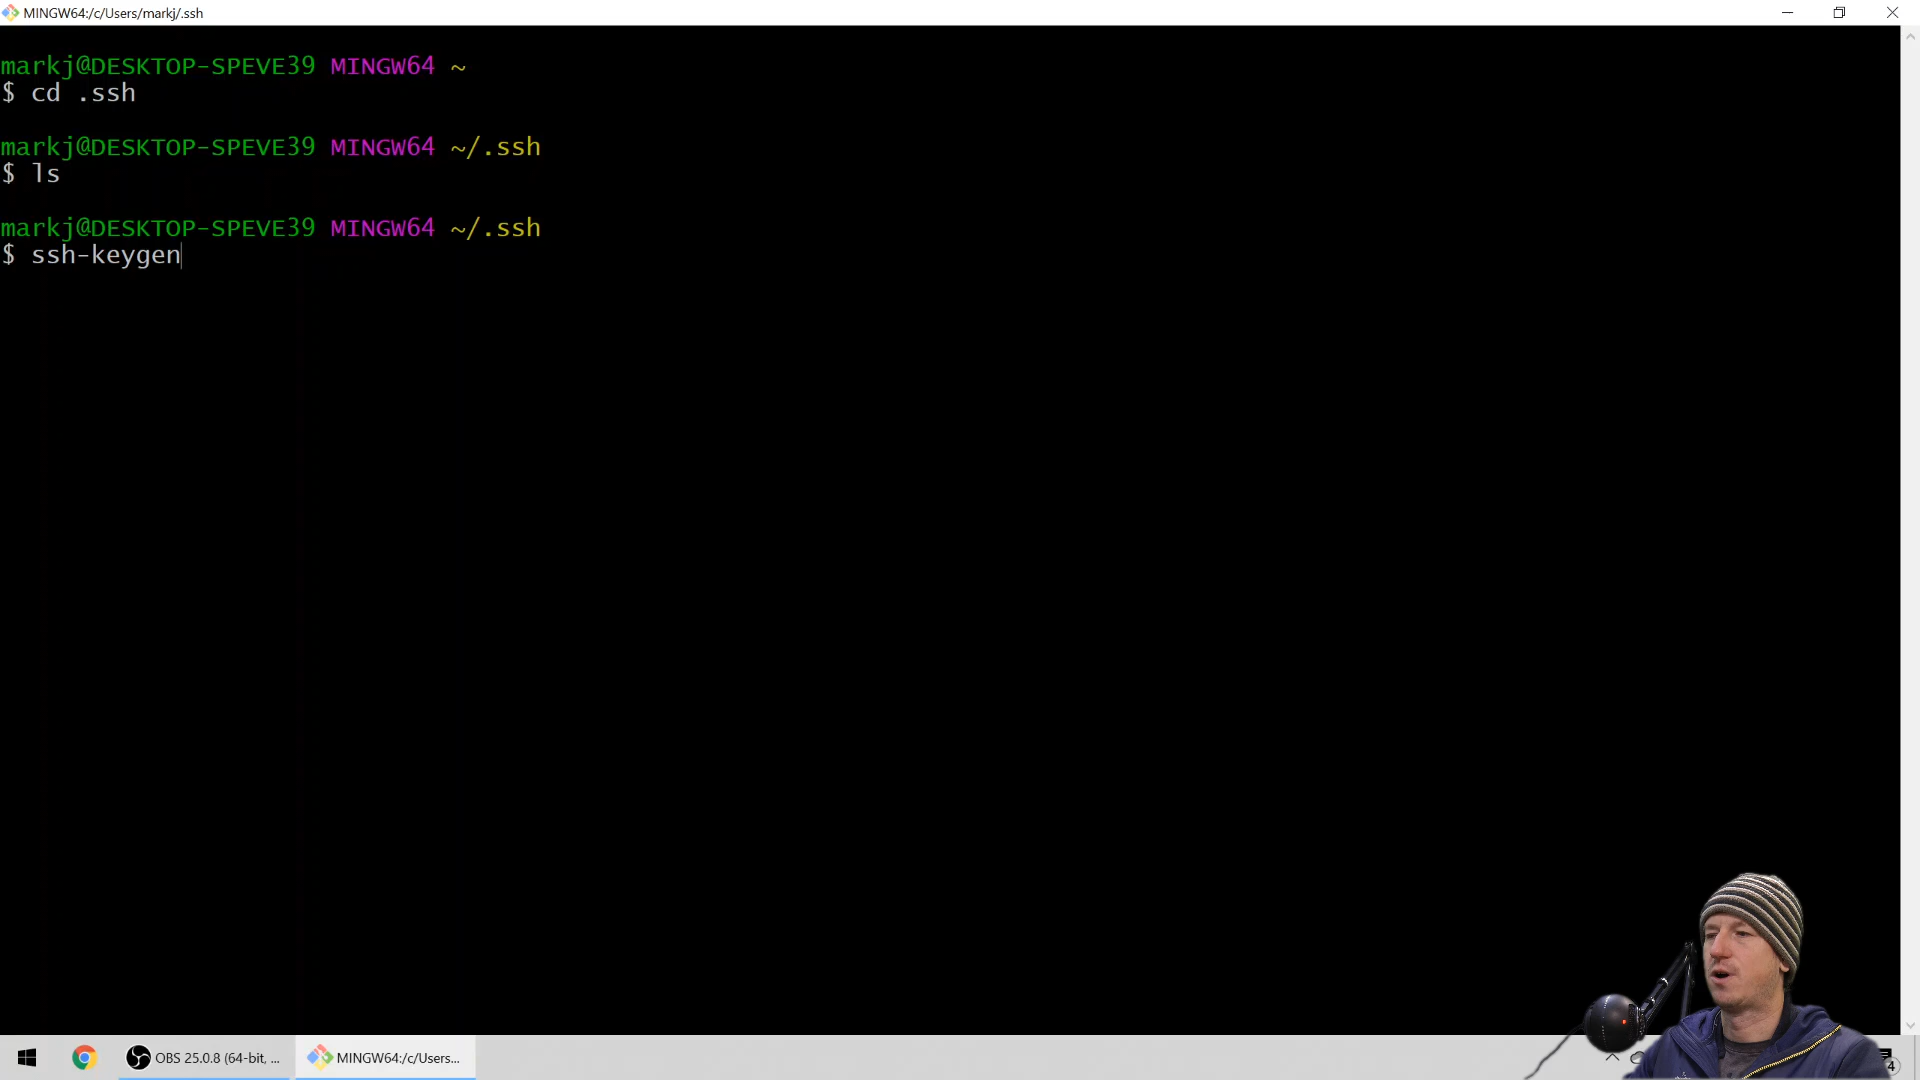 MINGW64:/c/Users/markj/.ssh
markj@DESKTOP-SPEVE39 MINGW64 ~
$ cd .ssh
markj@DESKTOP-SPEVE39 MINGW64 ~/.ssh
$ ls
markj@DESKTOP-SPEVE39 MINGW64 ~/.ssh
$ ssh-keygen
OBS 25.0.8 (64-bit, ...
MINGW64:/c/Users...
4